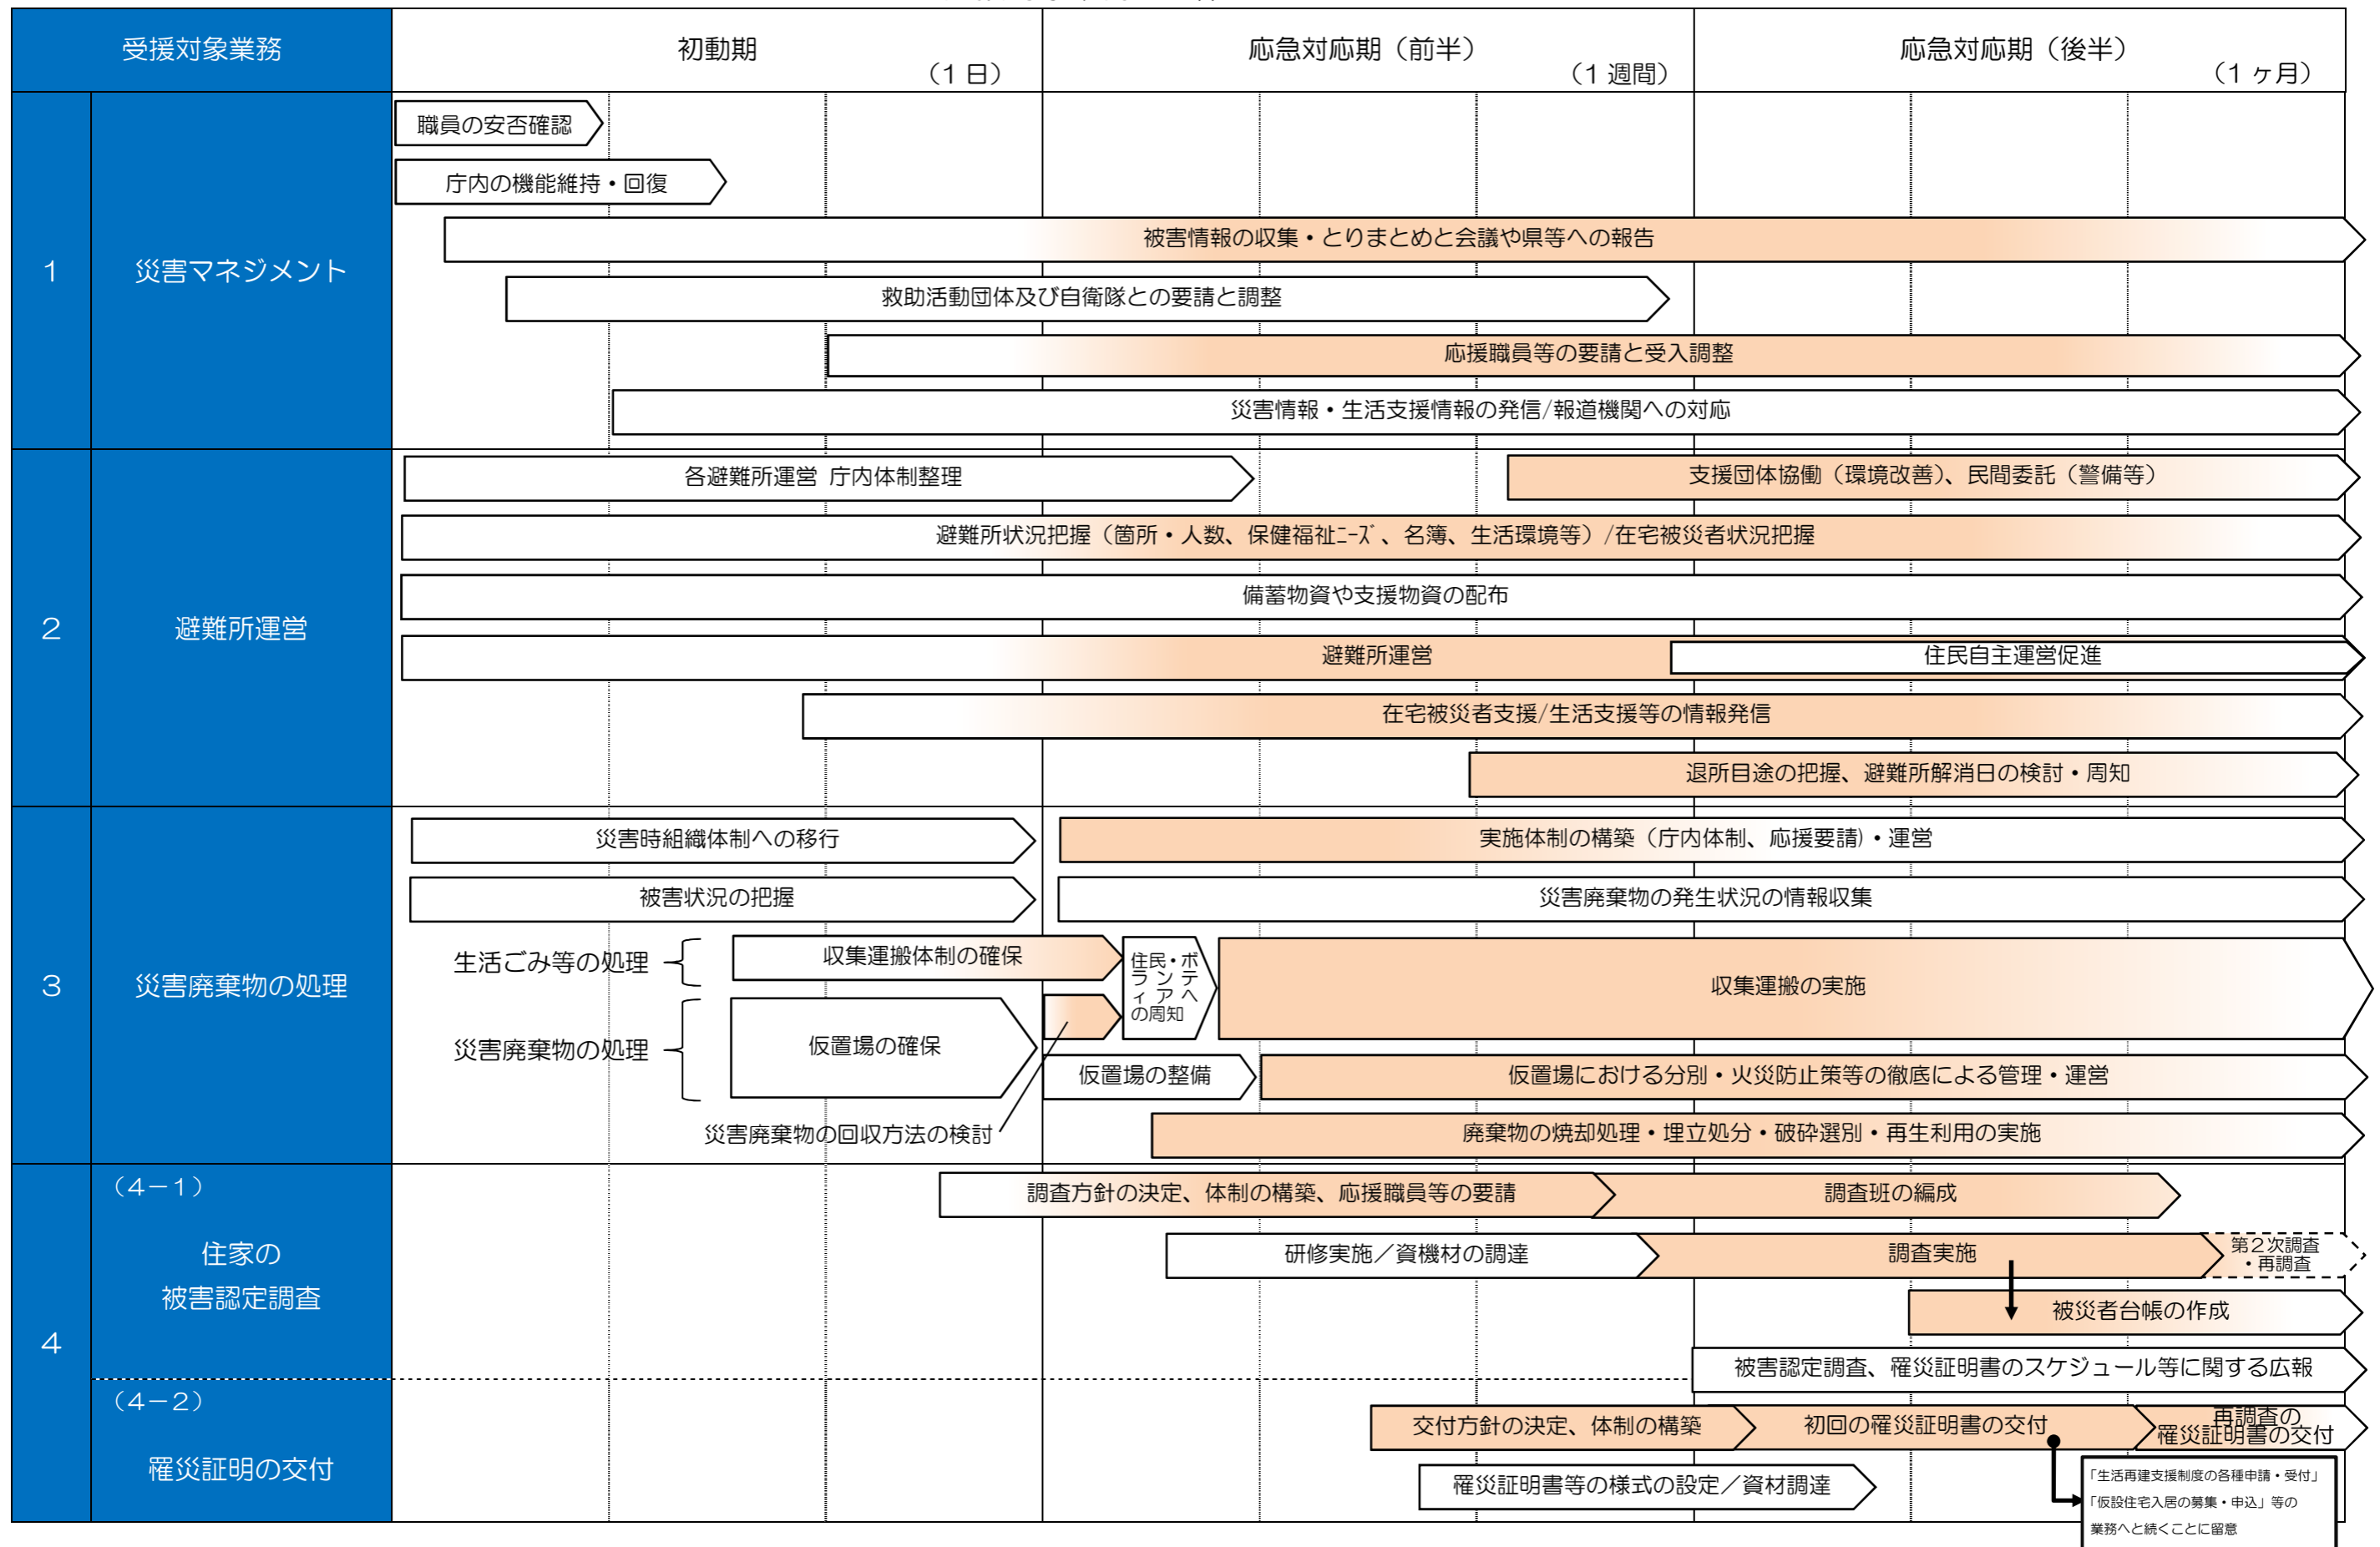 受援対象業務
初動期
（1 日）
応急対応期（前半）
（1 週間）
応急対応期（後半）
（1 ヶ月）
1
災害マネジメント
職員の安否確認
庁内の機能維持・回復
被害情報の収集・とりまとめと会議や県等への報告
救助活動団体及び自衛隊との要請と調整
応援職員等の要請と受入調整
災害情報・生活支援情報の発信/報道機関への対応
2
避難所運営
各避難所運営 庁内体制整理
支援団体協働（環境改善）、民間委託（警備等）
避難所状況把握（箇所・人数、保健福祉ﾆｰｽﾞ、名簿、生活環境等）/在宅被災者状況把握
備蓄物資や支援物資の配布
避難所運営
住民自主運営促進
在宅被災者支援/生活支援等の情報発信
退所目途の把握、避難所解消日の検討・周知
3
災害廃棄物の処理
災害時組織体制への移行
実施体制の構築（庁内体制、応援要請)・運営
被害状況の把握
災害廃棄物の発生状況の情報収集
生活ごみ等の処理
収集運搬体制の確保
住民・ボ
ランテ
ィアへ
の周知
収集運搬の実施
災害廃棄物の処理
仮置場の確保
仮置場の整備
仮置場における分別・火災防止策等の徹底による管理・運営
災害廃棄物の回収方法の検討
廃棄物の焼却処理・埋立処分・破砕選別・再生利用の実施
4
（4－1）
住家の
被害認定調査
調査方針の決定、体制の構築、応援職員等の要請
調査班の編成
研修実施／資機材の調達
調査実施
第２次調査
・再調査
被災者台帳の作成
被害認定調査、罹災証明書のスケジュール等に関する広報
（4－2）
罹災証明の交付
交付方針の決定、体制の構築
初回の罹災証明書の交付
再調査の
罹災証明書の交付
罹災証明書等の様式の設定／資材調達
「生活再建支援制度の各種申請・受付」
「仮設住宅入居の募集・申込」等の
業務へと続くことに留意